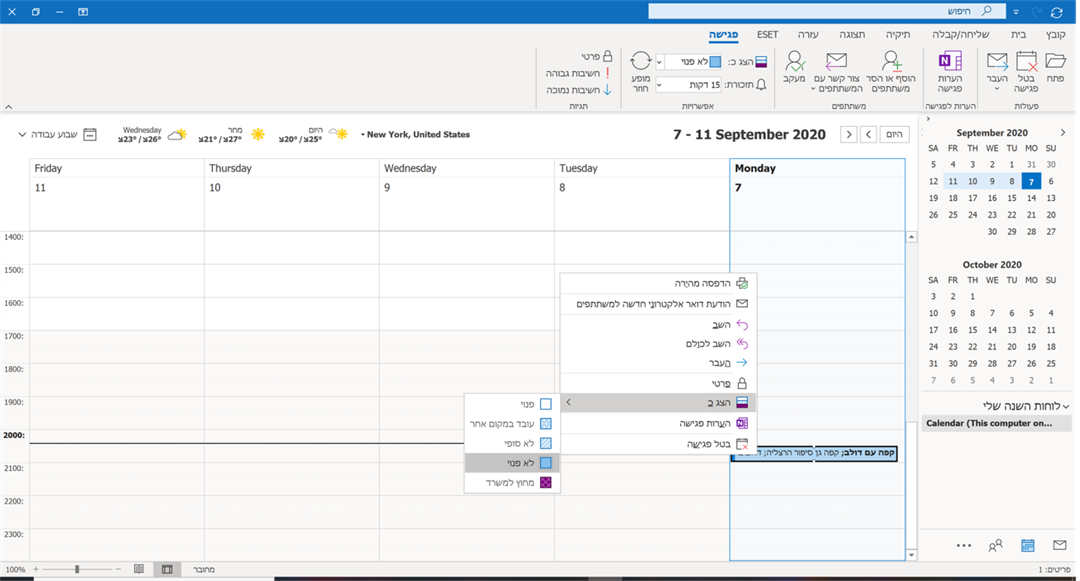 חיפוש
קובץ
בית
שליחה/קבלה
תיקיה
תצוגה
עזרה
ESET
פגישה
פתח
בטל פגישה
העבר
פעולות
הערות פגישה
הערות לפגישה
הוסף או הסר משתתפים
צור קשר עם המשתתפים
מעקב
משתתפים
הצג כ: לא פנוי
תזכורת: 15 דקות
מופע חוזר
אפשרויות
פרטי
חשיבות גבוהה
חשיבות נמוכה
תגיות
היום
7 - 11 September 2020
New York, United States
היום
25°צ / 20°צ
מחר
27°צ / 21°צ
Wednesday
26°צ / 23°צ
שבוע עבודה
Friday
Thursday
Wednesday
Tuesday
Monday
11
10
9
8
7
1400:
1500:
1600:
1700:
1800:
1900:
2000:
2100:
2200:
2300:
הדפסה מהירה
הודעת דואר אלקטרוני חדשה למשתתפים
השב
השב לכולם
העבר
פרטי
הצג כ
הערות פגישה
בטל פגישה
פנוי
עובד במקום אחר
לא סופי
לא פנוי
מחוץ למשרד
קפה עם דולב; קפה גן סיפור הרצליה;
September 2020
SA FR TH WE TU MO SU
5 4 3 2 1 31 30
12 11 10 9 8 7 6
19 18 17 16 15 14 13
26 25 24 23 22 21 20
30 29 28 27
October 2020
SA FR TH WE TU MO SU
3 2 1
10 9 8 7 6 5 4
17 16 15 14 13 12 11
24 23 22 21 20 19 18
31 30 29 28 27 26 25
7 6 5 4 3 2 1
לוחות השנה שלי
Calendar (This computer on...
פריטים: 1
מחובר
100%